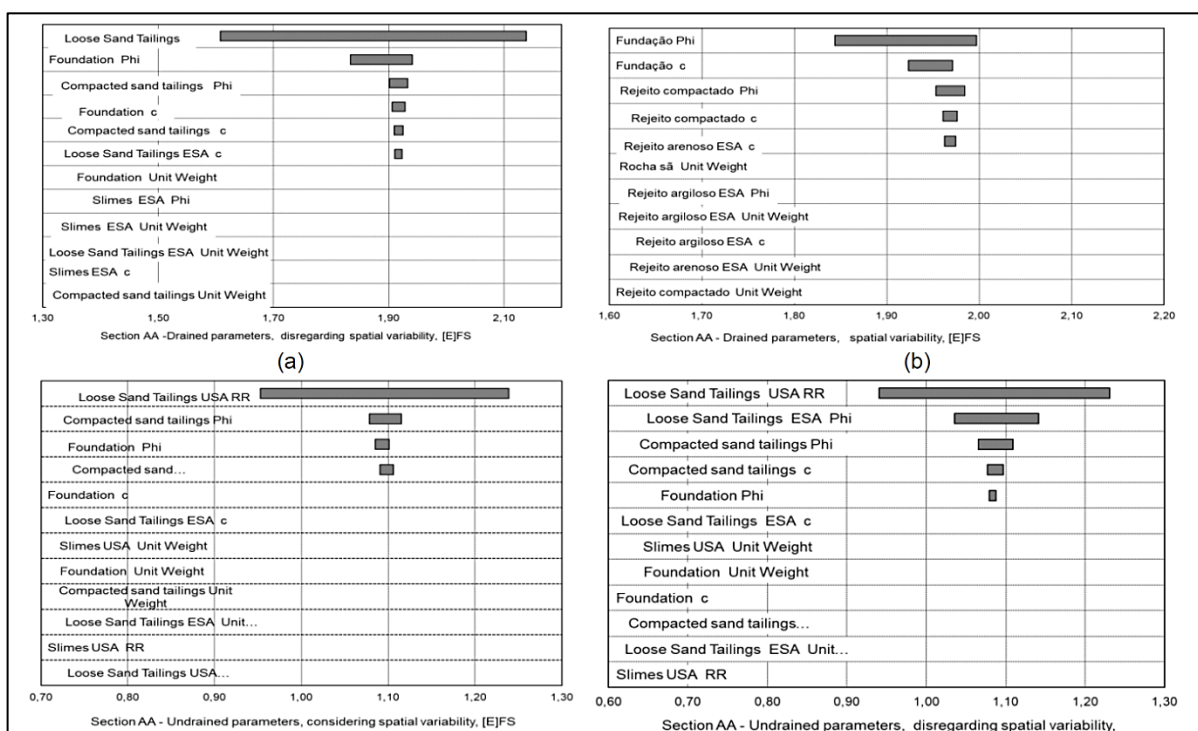 Loose Sand Tailings
Foundation Phi
Compacted sand tailings Phi
Foundation c
Compacted sand tailings c
Loose Sand Tailings ESA c
Foundation Unit Weight
Slimes ESA Phi
Slimes ESA Unit Weight
Loose Sand Tailings ESA Unit Weight
Slimes ESA c
Compacted sand tailings Unit Weight
1,30 1,50 1,70 1,90 2,10
Section AA -Drained parameters, disregarding spatial variability, [E]FS
(a)
Fundação Phi
Fundação c
Rejeito compactado Phi
Rejeito compactado c
Rejeito arenoso ESA c
Rocha sã Unit Weight
Rejeito argiloso ESA Phi
Rejeito argiloso ESA Unit Weight
Rejeito argiloso ESA c
Rejeito arenoso ESA Unit Weight
Rejeito compactado Unit Weight
1,60 1,70 1,80 1,90 2,00 2,10 2,20
Section AA - Drained parameters, spatial variability, [E]FS
(b)
Loose Sand Tailings USA RR
Compacted sand tailings Phi
Foundation Phi
Compacted sand…
Foundation c
Loose Sand Tailings ESA c
Slimes USA Unit Weight
Foundation Unit Weight
Compacted sand tailings Unit
Weight
Loose Sand Tailings ESA Unit…
Slimes USA RR
Loose Sand Tailings USA…
0,70 0,80 0,90 1,00 1,10 1,20 1,30
Section AA - Undrained parameters, considering spatial variability, [E]FS
Loose Sand Tailings USA RR
Loose Sand Tailings ESA Phi
Compacted sand tailings Phi
Compacted sand tailings c
Foundation Phi
Loose Sand Tailings ESA c
Slimes USA Unit Weight
Foundation Unit Weight
Foundation c
Compacted sand tailings…
Loose Sand Tailings ESA Unit…
Slimes USA RR
0,60 0,70 0,80 0,90 1,00 1,10 1,20 1,30
Section AA - Undrained parameters, disregarding spatial variability,